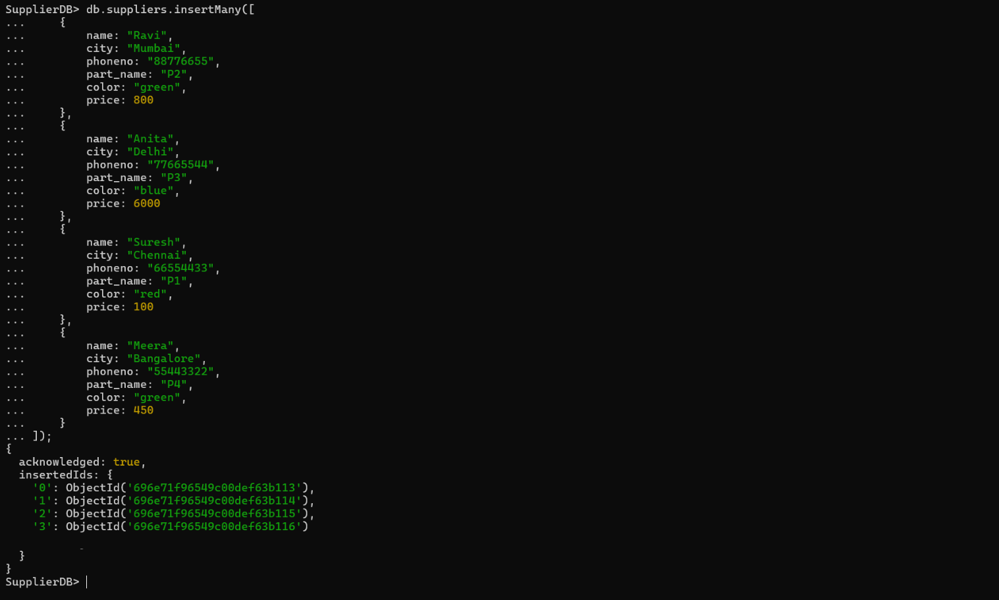 SupplierDB> db.suppliers.insertMany([
...     {
...         name: "Ravi",
...         city: "Mumbai",
...         phoneno: "88776655",
...         part_name: "P2",
...         color: "green",
...         price: 800
...     },
...     {
...         name: "Anita",
...         city: "Delhi",
...         phoneno: "77665544",
...         part_name: "P3",
...         color: "blue",
...         price: 6000
...     },
...     {
...         name: "Suresh",
...         city: "Chennai",
...         phoneno: "66554433",
...         part_name: "P1",
...         color: "red",
...         price: 100
...     },
...     {
...         name: "Meera",
...         city: "Bangalore",
...         phoneno: "55443322",
...         part_name: "P4",
...         color: "green",
...         price: 450
...     }
... ]);
{
  acknowledged: true,
  insertedIds: {
    '0': ObjectId('696e71f96549c00def63b113'),
    '1': ObjectId('696e71f96549c00def63b114'),
    '2': ObjectId('696e71f96549c00def63b115'),
    '3': ObjectId('696e71f96549c00def63b116')
  }
}
SupplierDB>